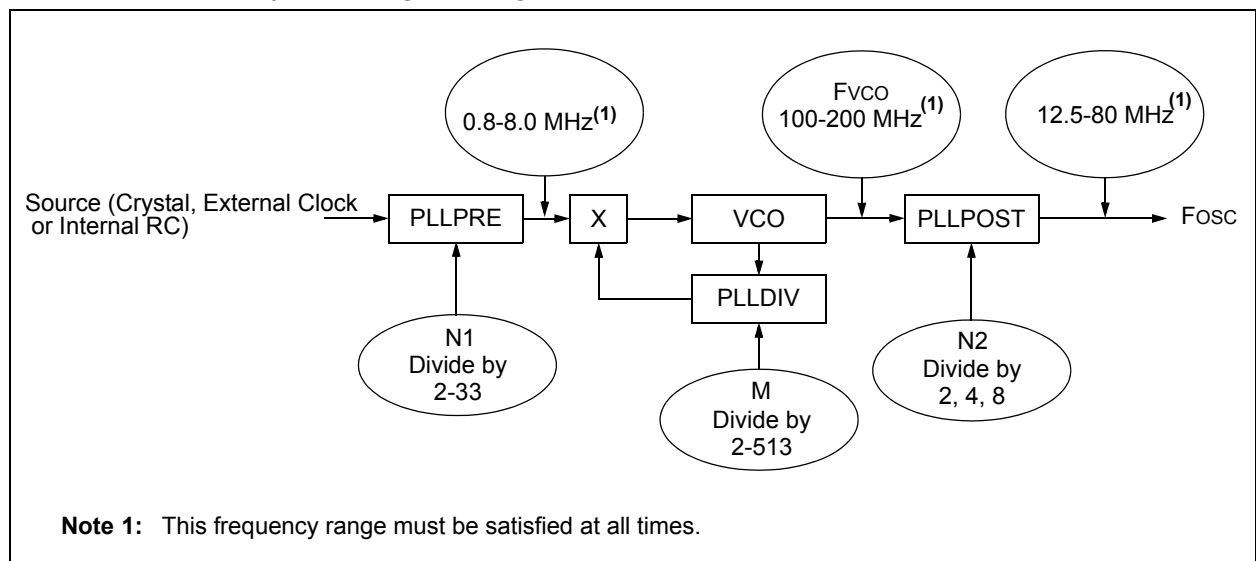 0.8-8.0 MHz(1)
FVCO
100-200 MHz(1)
12.5-80 MHz(1)
Source (Crystal, External Clock
or Internal RC)
PLLPRE
X
VCO
PLLPOST
FOSC
PLLDIV
N1
Divide by
2-33
M
Divide by
2-513
N2
Divide by
2, 4, 8
Note 1: This frequency range must be satisfied at all times.